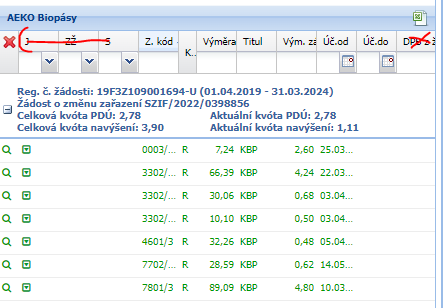 AEKO Biopásy
J ZŽ S Z. kód K.. Výměra Titul Vým. za Úč.od Úč.do DPB z ž
Reg. č. žádosti: 19F3Z109001694-U (01.04.2019 - 31.03.2024)
Žádost o změnu zařazení SZIF/2022/0398856
Celková kvóta PDÚ: 2,78 Aktuální kvóta PDÚ: 2,78
Celková kvóta navýšení: 3,90 Aktuální kvóta navýšení: 1,11
0003/... R 7,24 KBP 2,60 25.03...
3302/... R 66,39 KBP 4,24 22.03...
3302/... R 30,06 KBP 0,68 03.04...
3302/... R 10,10 KBP 0,50 03.04...
4601/3 R 32,26 KBP 0,48 05.04...
7702/... R 28,59 KBP 0,62 14.05...
7801/3 R 89,09 KBP 4,80 10.03...